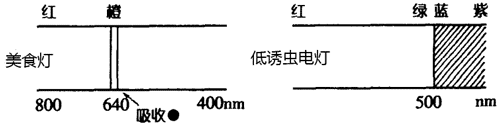 红 橙
美食灯
800 640 400nm
吸收●
红 绿 蓝 紫
低诱虫电灯
500 nm